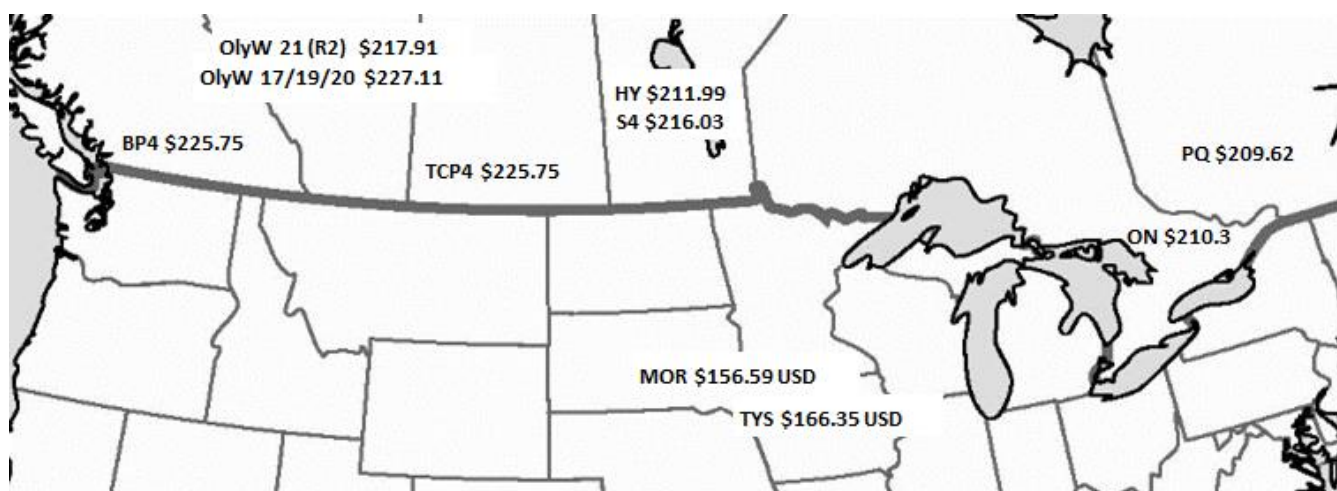 OlyW 21 (R2) $217.91
OlyW 17/19/20 $227.11
HY $211.99
S4 $216.03
BP4 $225.75
TCP4 $225.75
PQ $209.62
ON $210.3
MOR $156.59 USD
TYS $166.35 USD